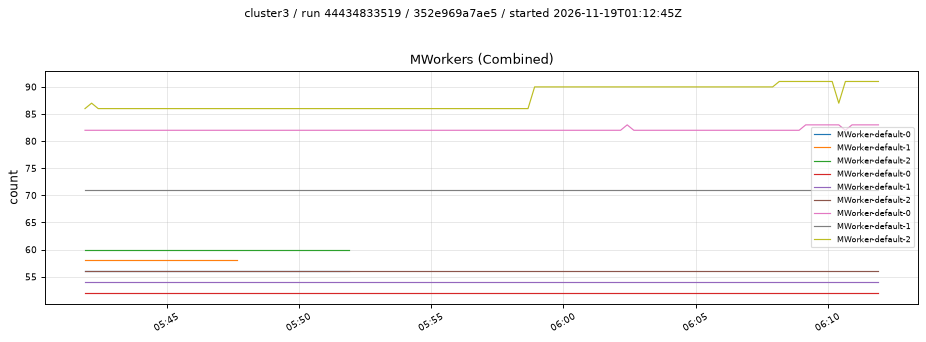 cluster3 / run 44434833519 / 352e969a7ae5 / started 2026-11-19T01:12:45Z
MWorkers (Combined)
count
90
85
80
75
70
65
60
55
05:45
05:50
05:55
06:00
06:05
06:10
MWorker-default-0
MWorker-default-1
MWorker-default-2
MWorker-default-0
MWorker-default-1
MWorker-default-2
MWorker-default-0
MWorker-default-1
MWorker-default-2